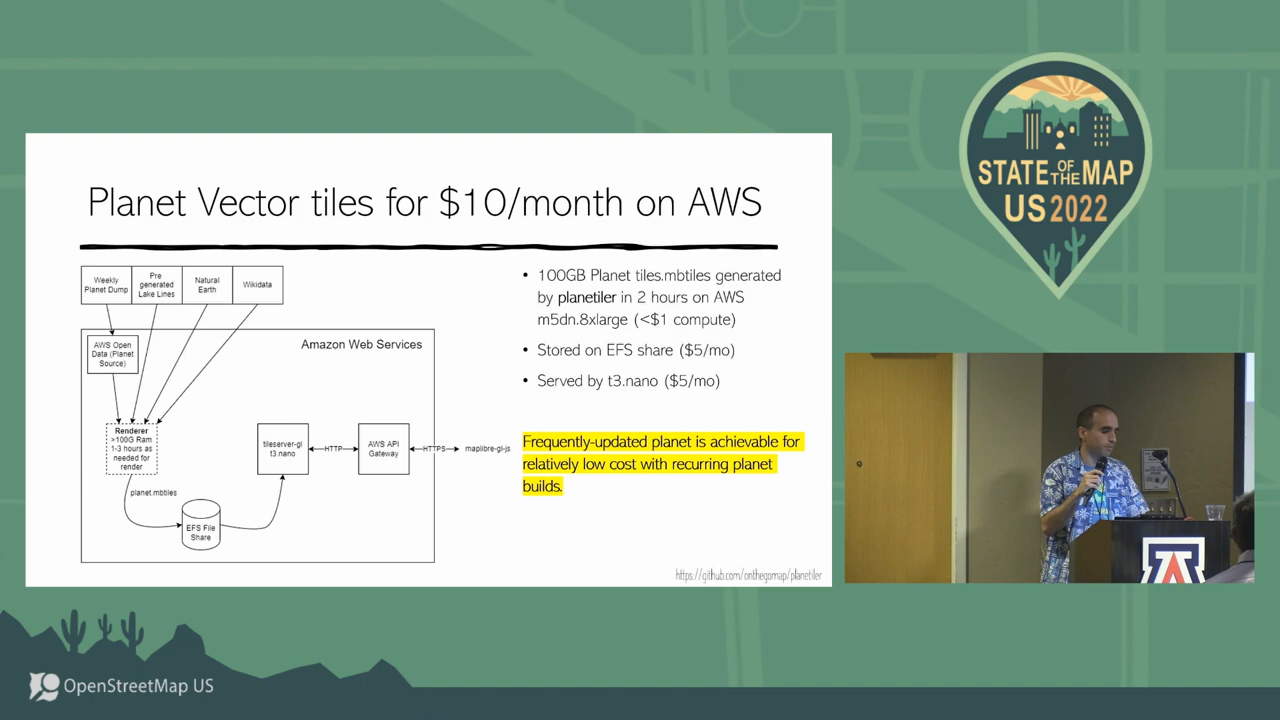 Planet Vector tiles for $10/month on AWS
Weekly
Planet Dump
Pre
generated
Lake Lines
Natural
Earth
Wikidata
Amazon Web Services
AWS Open
Data (Planet
Source)
Renderer
>100G Ram
1-3 hours as
needed for
render
planet.mbtiles
EFS File
Share
tileserver-gl
t3.nano
HTTP
AWS API
Gateway
HTTPS
maplibre-gl-js
• 100GB Planet tiles.mbtiles generated
by planetiler in 2 hours on AWS
m5dn.8xlarge (<$1 compute)
• Stored on EFS share ($5/mo)
• Served by t3.nano ($5/mo)
Frequently-updated planet is achievable for
relatively low cost with recurring planet
builds.
https://github.com/onthegomap/planetiler
STATE OF THE MAP
US 2022
A
OpenStreetMap US